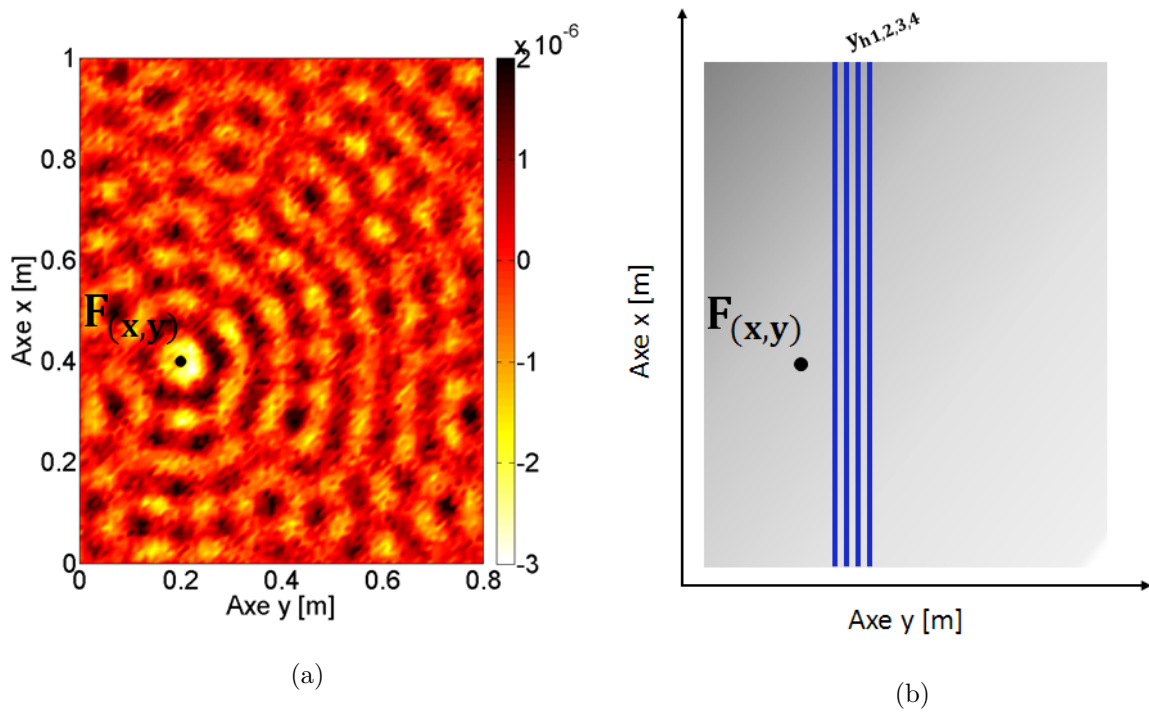 x 10^-6
1
0.8
0.6
0.4
0.2
0
Axe x [m]
F(x,y)
0
0.2
0.4
0.6
0.8
Axe y [m]
2
1
0
-1
-2
-3
(a)
yh1,2,3,4
Axe x [m]
F(x,y)
Axe y [m]
(b)